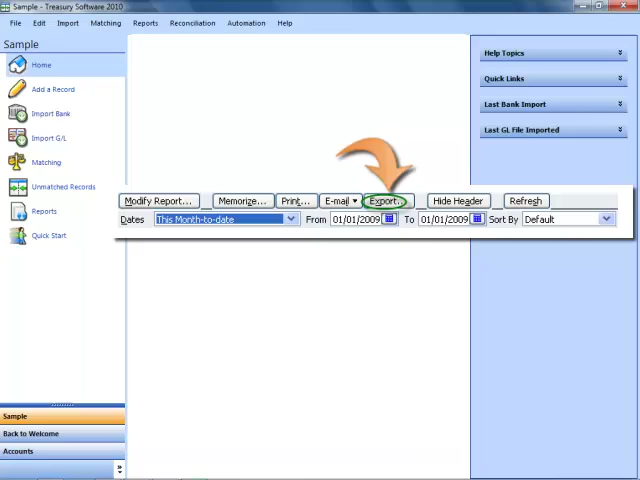 Sample - Treasury Software 2010
File Edit Import Matching Reports Reconciliation Automation Help
Sample
Home
Add a Record
Import Bank
Import G/L
Matching
Unmatched Records
Reports
Quick Start
Help Topics
Quick Links
Last Bank Import
Last GL File Imported
Modify Report... Memorize... Print... E-mail Export... Hide Header Refresh
Dates This Month-to-date From 01/01/2009 To 01/01/2009 Sort By Default
Sample
Back to Welcome
Accounts